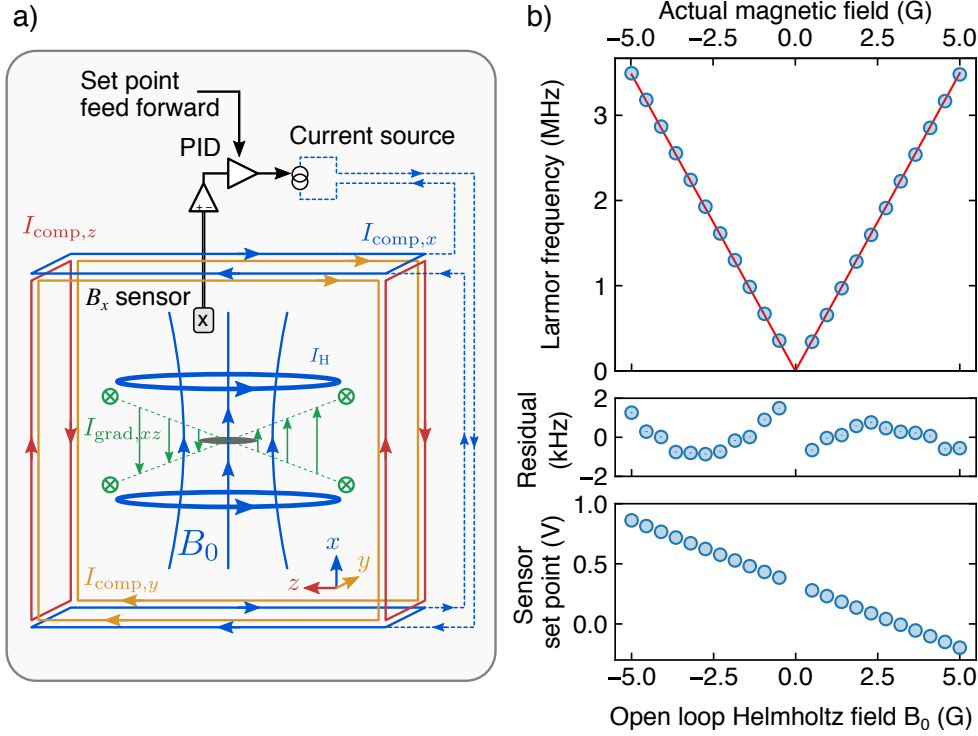 a)
Set point
feed forward
PID
Current source
+ −
I_comp,z
I_comp,x
B_x sensor
x
I_H
I_grad,xz
B_0
I_comp,y
x
y
z
b)
Actual magnetic field (G)
−5.0 −2.5 0.0 2.5 5.0
Larmor frequency (MHz)
3
2
1
0
Residual
(kHz)
2
0
−2
Sensor
set point (V)
1.0
0.5
0.0
−5.0 −2.5 0.0 2.5 5.0
Open loop Helmholtz field B_0 (G)